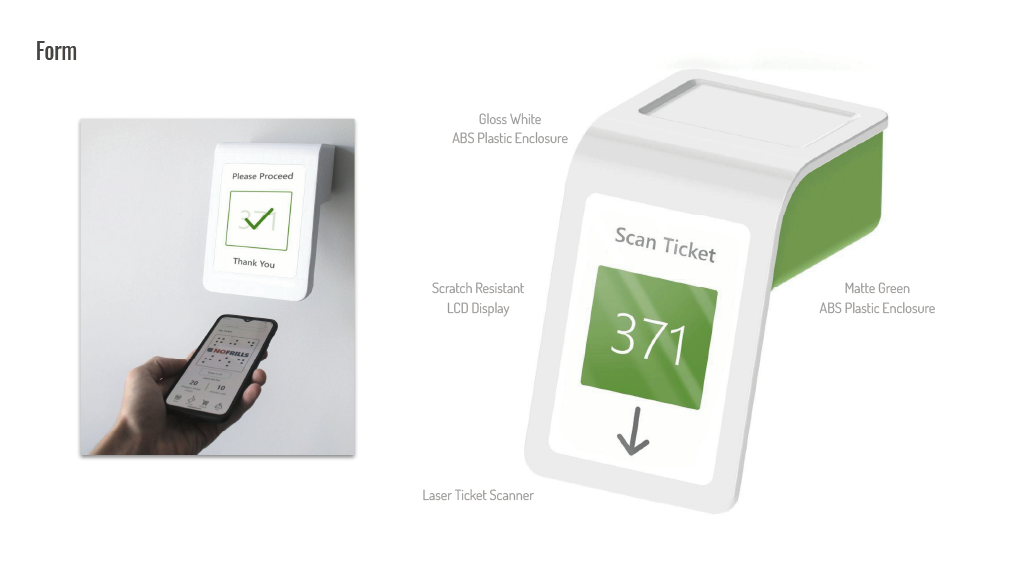 Form
Please Proceed
371
Thank You
NOFRILLS
20
10
Gloss White
ABS Plastic Enclosure
Scan Ticket
371
Scratch Resistant
LCD Display
Matte Green
ABS Plastic Enclosure
Laser Ticket Scanner